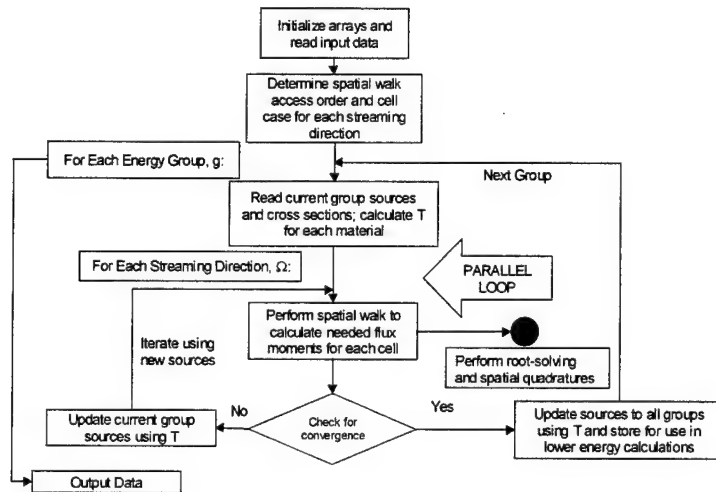 Initialize arrays and
read input data
Determine spatial walk
access order and cell
case for each streaming
direction
For Each Energy Group, g:
Next Group
Read current group sources
and cross sections; calculate T
for each material
For Each Streaming Direction, Ω:
PARALLEL
LOOP
Perform spatial walk to
calculate needed flux
moments for each cell
Iterate using
new sources
Perform root-solving
and spatial quadratures
Update current group
sources using T
No
Check for
convergence
Yes
Update sources to all groups
using T and store for use in
lower energy calculations
Output Data